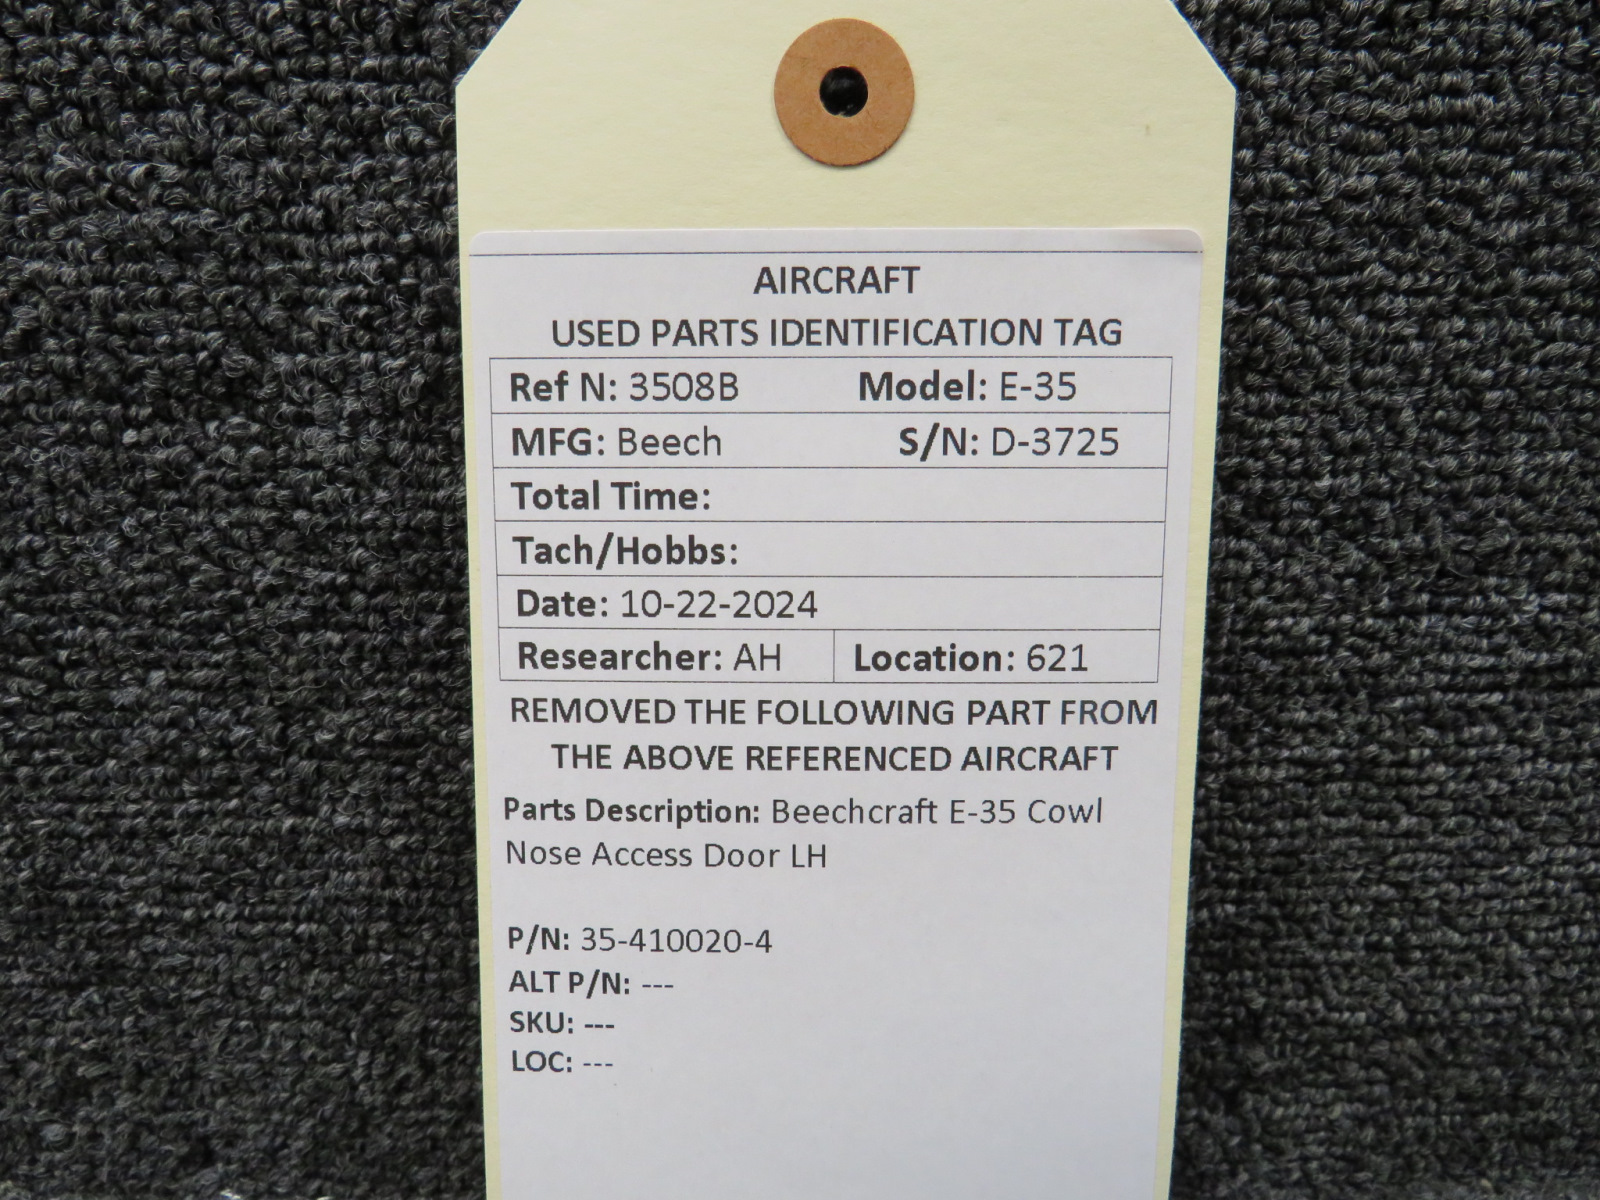 AIRCRAFT
USED PARTS IDENTIFICATION TAG
Ref N: 3508B Model: E-35
MFG: Beech S/N: D-3725
Total Time:
Tach/Hobbs:
Date: 10-22-2024
Researcher: AH Location: 621
REMOVED THE FOLLOWING PART FROM
THE ABOVE REFERENCED AIRCRAFT
Parts Description: Beechcraft E-35 Cowl
Nose Access Door LH
P/N: 35-410020-4
ALT P/N: ---
SKU: ---
LOC: ---